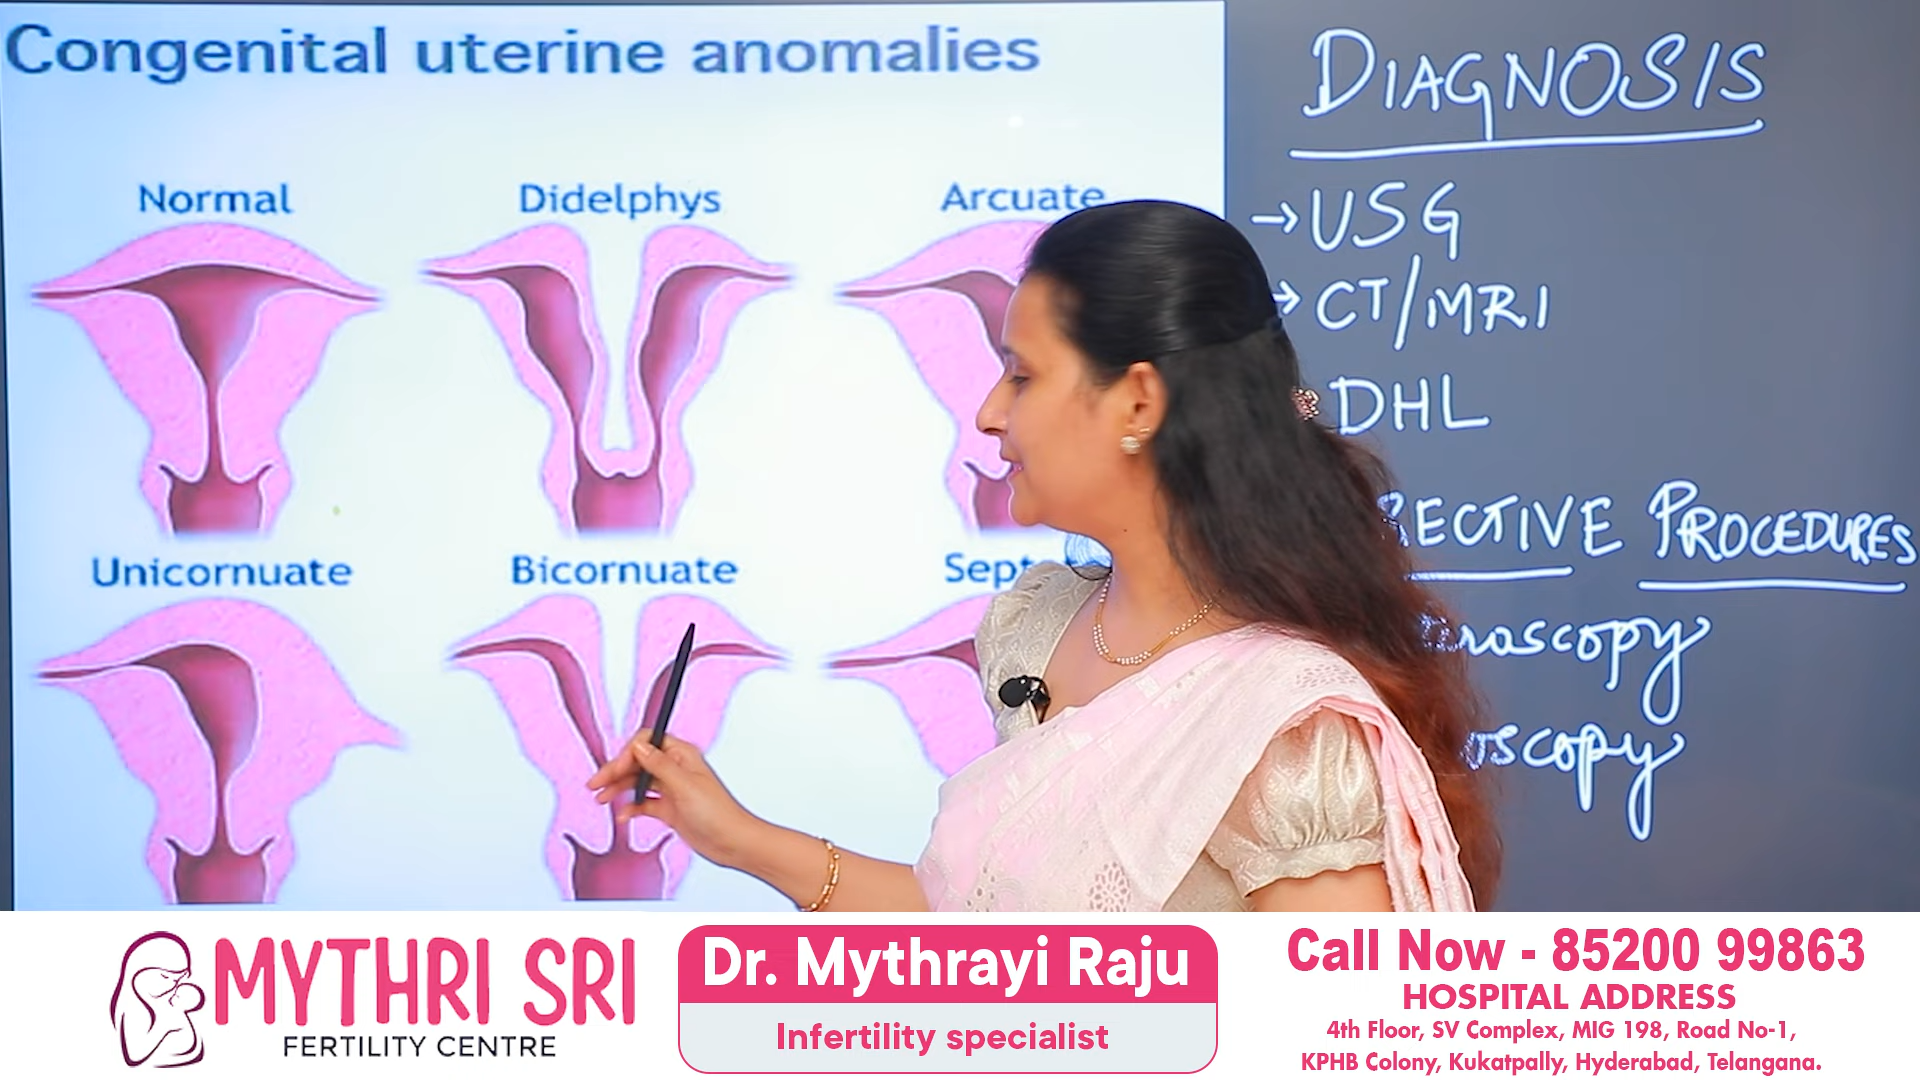 Congenital uterine anomalies
Normal
Didelphys
Arcuate
Unicornuate
Bicornuate
DIAGNOSIS
→ USG
→ CT/MRI
DHL
PROCEDURES
MYTHRI SRI
FERTILITY CENTRE
Dr. Mythrayi Raju
Infertility specialist
Call Now - 85200 99863
HOSPITAL ADDRESS
4th Floor, SV Complex, MIG 198, Road No-1,
KPHB Colony, Kukatpally, Hyderabad, Telangana.